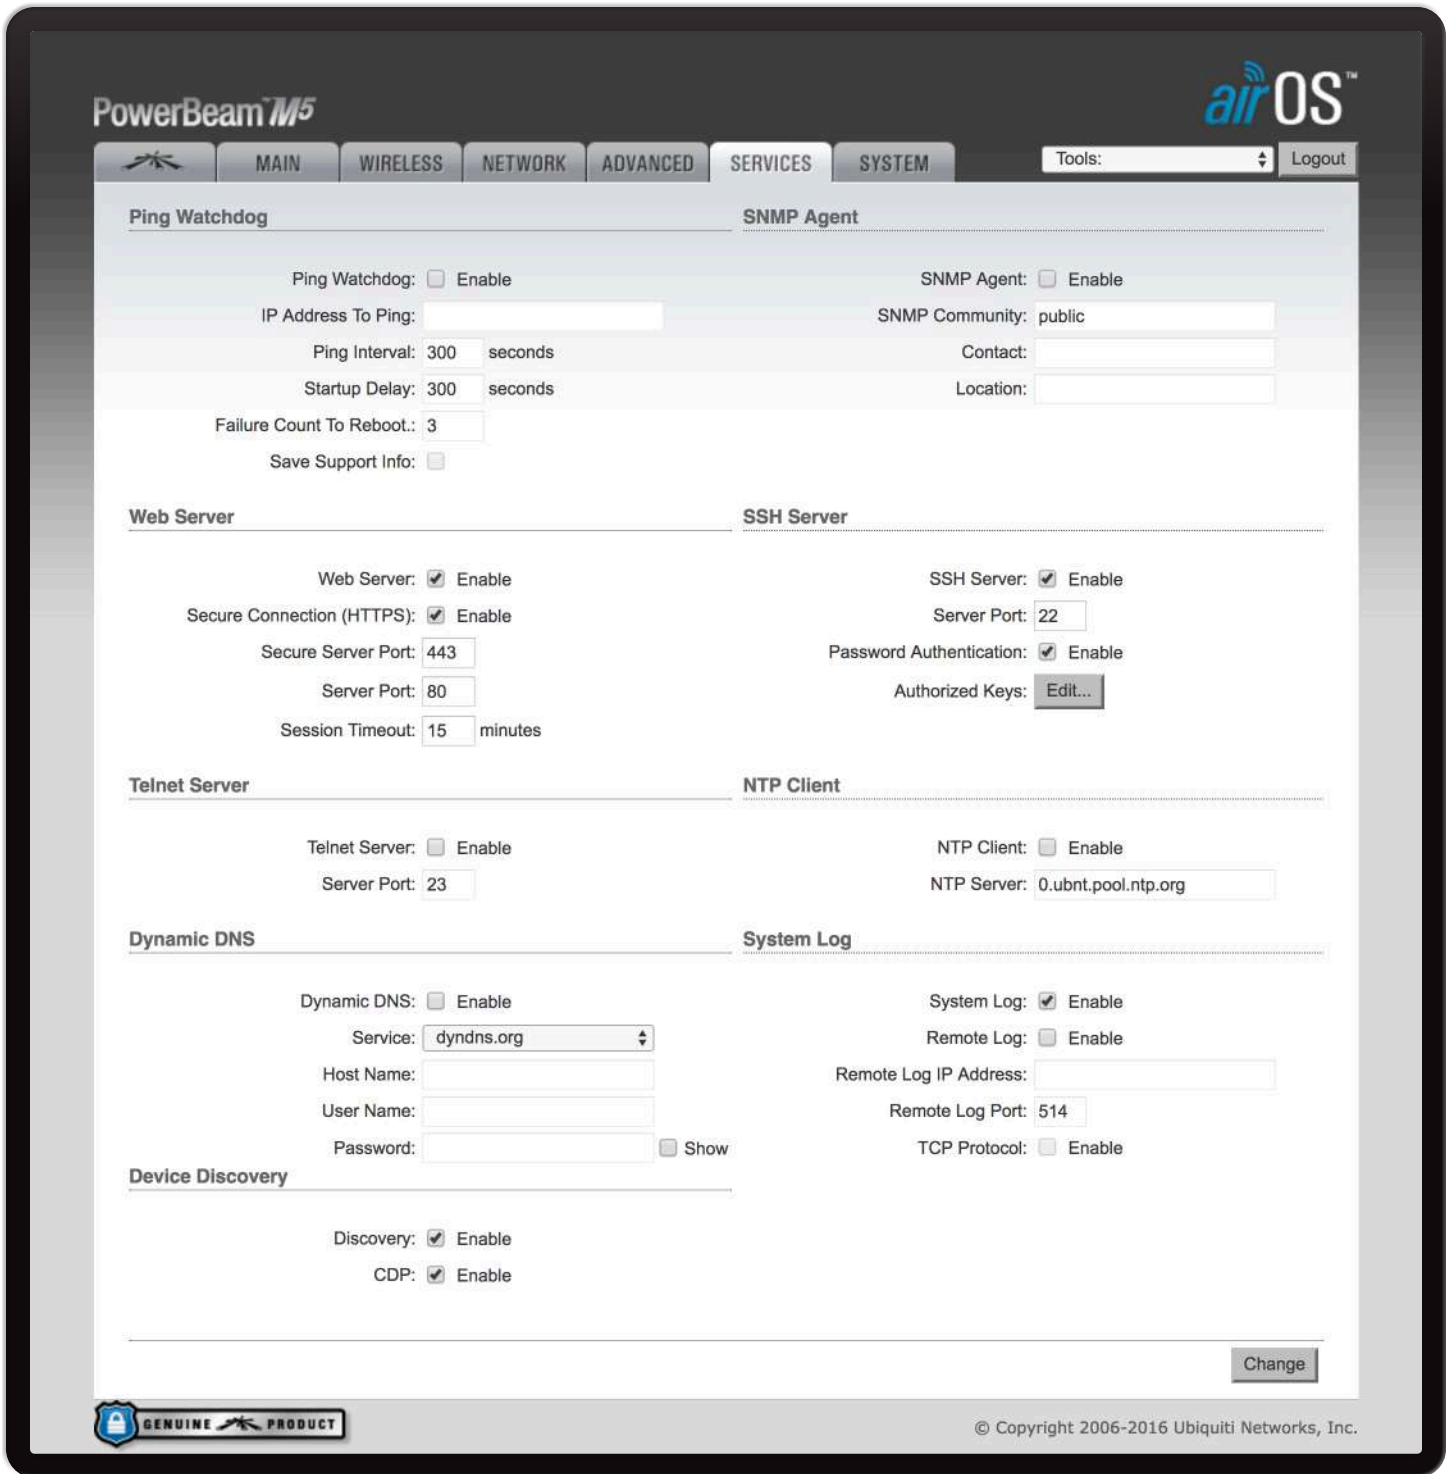 PowerBeam™M5
airOS™
MAIN WIRELESS NETWORK ADVANCED SERVICES SYSTEM Tools: Logout
Ping Watchdog
Ping Watchdog: Enable
IP Address To Ping:
Ping Interval: 300 seconds
Startup Delay: 300 seconds
Failure Count To Reboot.: 3
Save Support Info:
SNMP Agent
SNMP Agent: Enable
SNMP Community: public
Contact:
Location:
Web Server
Web Server: Enable
Secure Connection (HTTPS): Enable
Secure Server Port: 443
Server Port: 80
Session Timeout: 15 minutes
SSH Server
SSH Server: Enable
Server Port: 22
Password Authentication: Enable
Authorized Keys: Edit...
Telnet Server
Telnet Server: Enable
Server Port: 23
NTP Client
NTP Client: Enable
NTP Server: 0.ubnt.pool.ntp.org
Dynamic DNS
Dynamic DNS: Enable
Service: dyndns.org
Host Name:
User Name:
Password: Show
System Log
System Log: Enable
Remote Log: Enable
Remote Log IP Address:
Remote Log Port: 514
TCP Protocol: Enable
Device Discovery
Discovery: Enable
CDP: Enable
Change
GENUINE PRODUCT
© Copyright 2006-2016 Ubiquiti Networks, Inc.